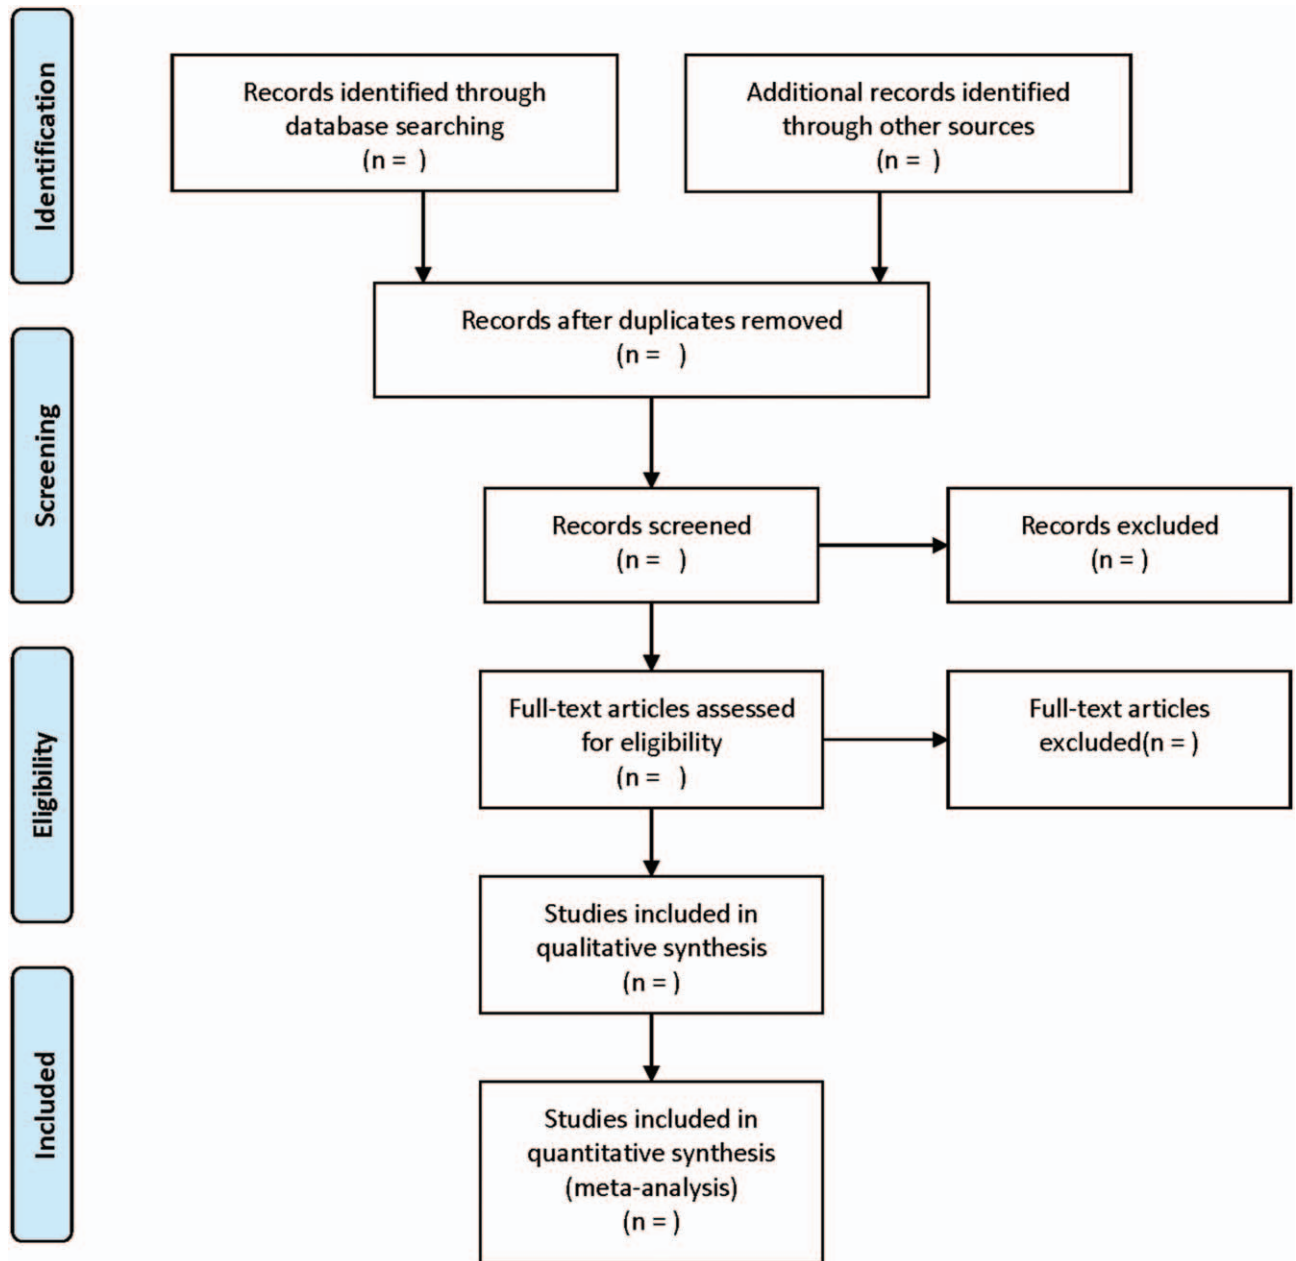 Identification
Records identified through
database searching
(n =  )
Additional records identified
through other sources
(n =  )
Records after duplicates removed
(n =  )
Screening
Records screened
(n =  )
Records excluded
(n = )
Eligibility
Full-text articles assessed
for eligibility
(n =  )
Full-text articles
excluded(n = )
Studies included in
qualitative synthesis
(n = )
Included
Studies included in
quantitative synthesis
(meta-analysis)
(n = )